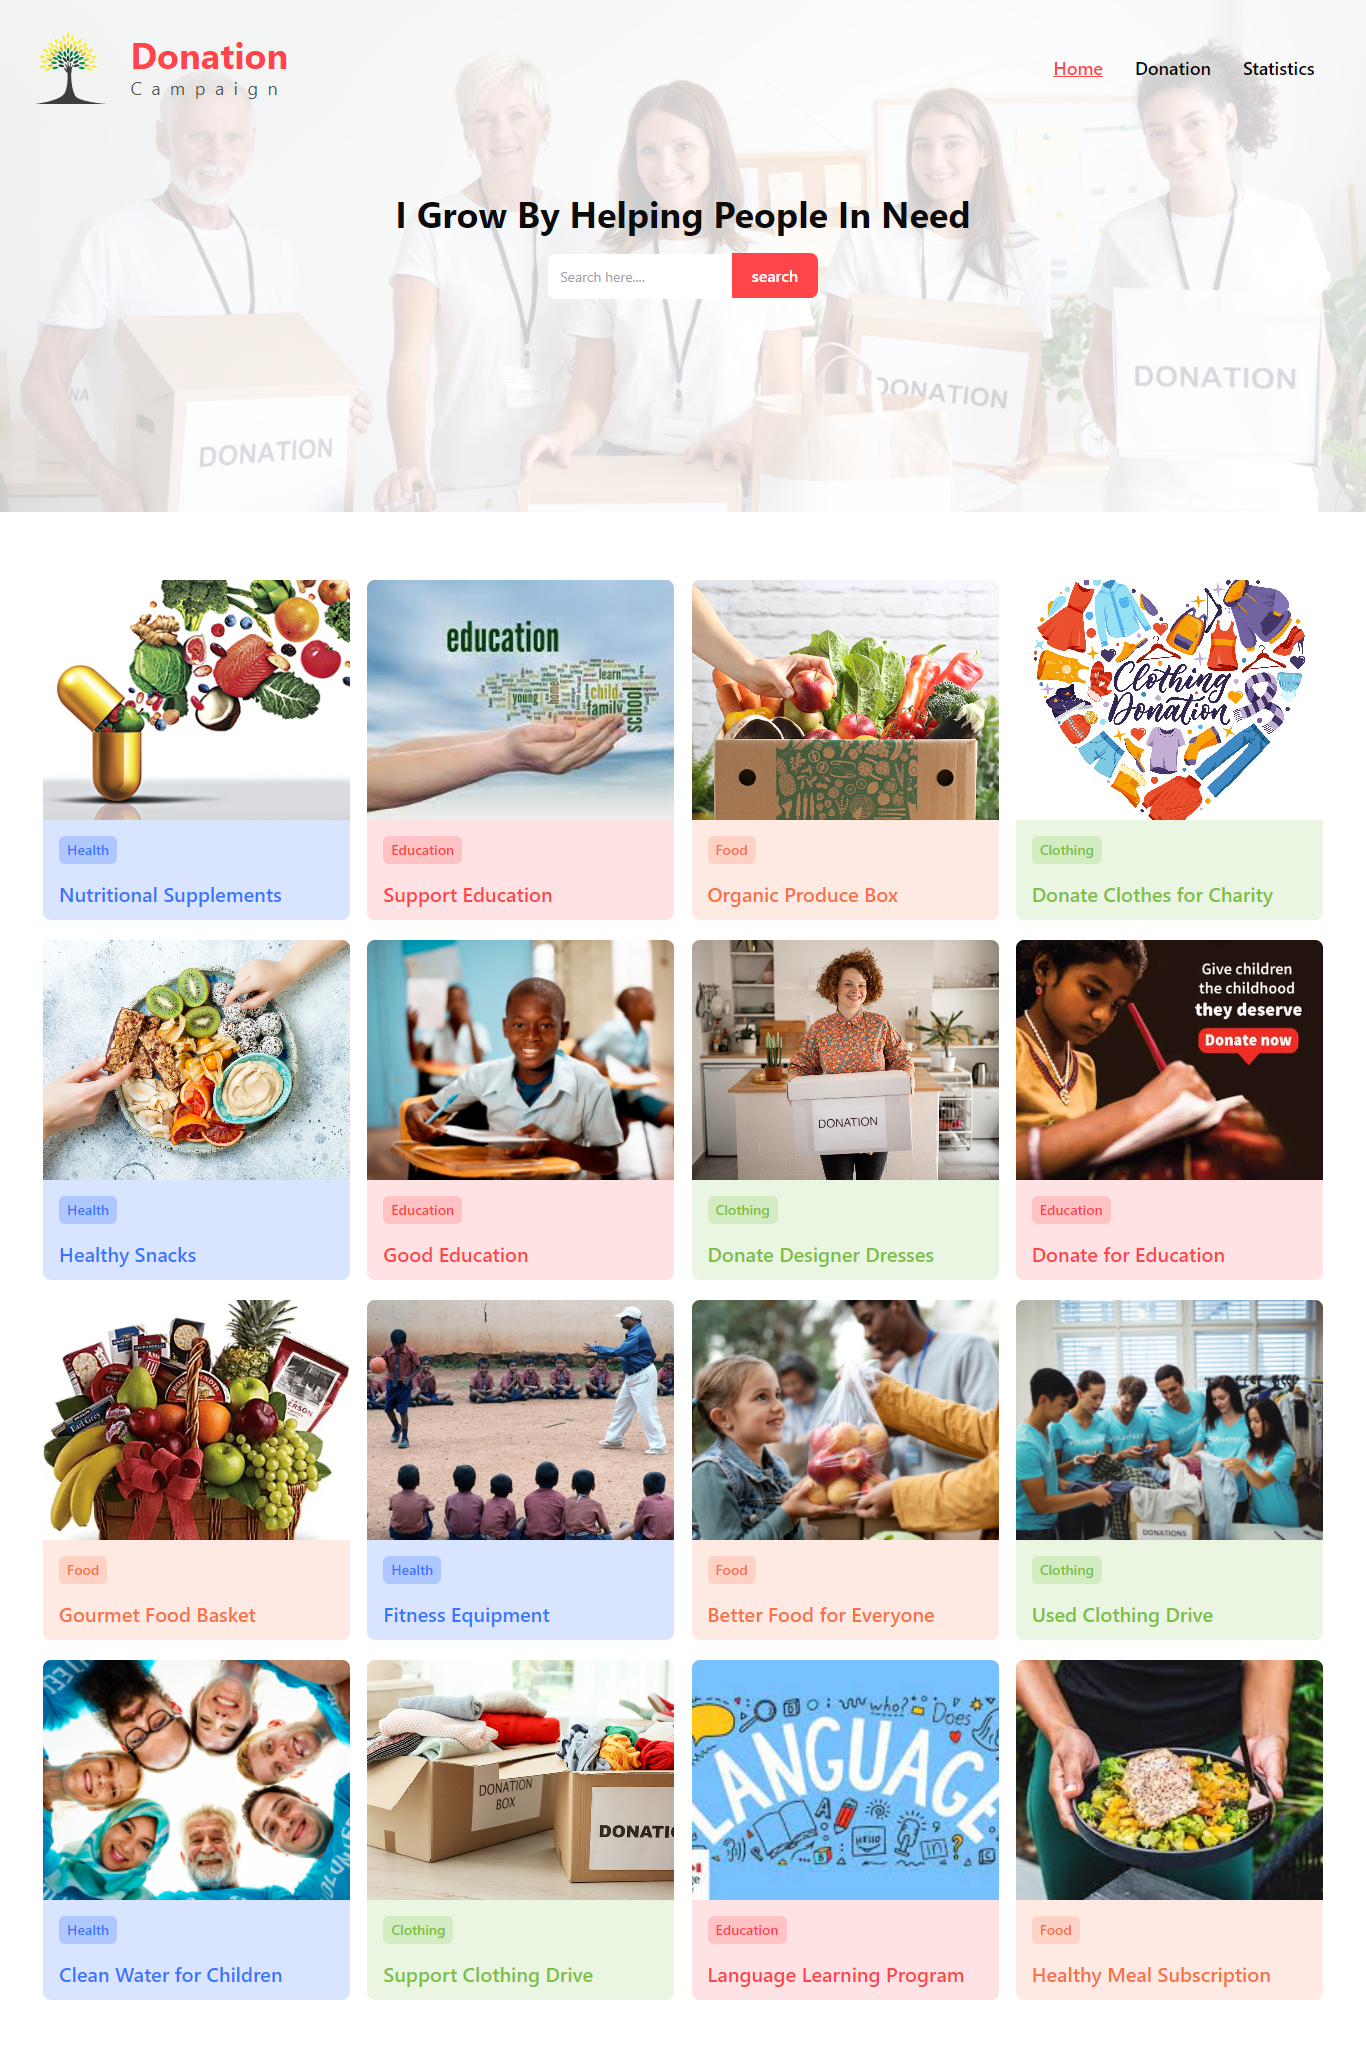 Donation
Campaign
Home
Donation
Statistics
I Grow By Helping People In Need
Search here....
search
NA
DONATION
DONATION
DONATION
education
learn
young
child
family
school
Clothing
Donation
Health
Nutritional Supplements
Education
Support Education
Food
Organic Produce Box
Clothing
Donate Clothes for Charity
DONATION
Give children
the childhood
they deserve
Donate now
Health
Healthy Snacks
Education
Good Education
Clothing
Donate Designer Dresses
Education
Donate for Education
Earl Grey
DONATIONS
Food
Gourmet Food Basket
Health
Fitness Equipment
Food
Better Food for Everyone
Clothing
Used Clothing Drive
DONATION
BOX
DONATI
who?
Does
LANGUAGE
A
HELLO
?
Health
Clean Water for Children
Clothing
Support Clothing Drive
Education
Language Learning Program
Food
Healthy Meal Subscription